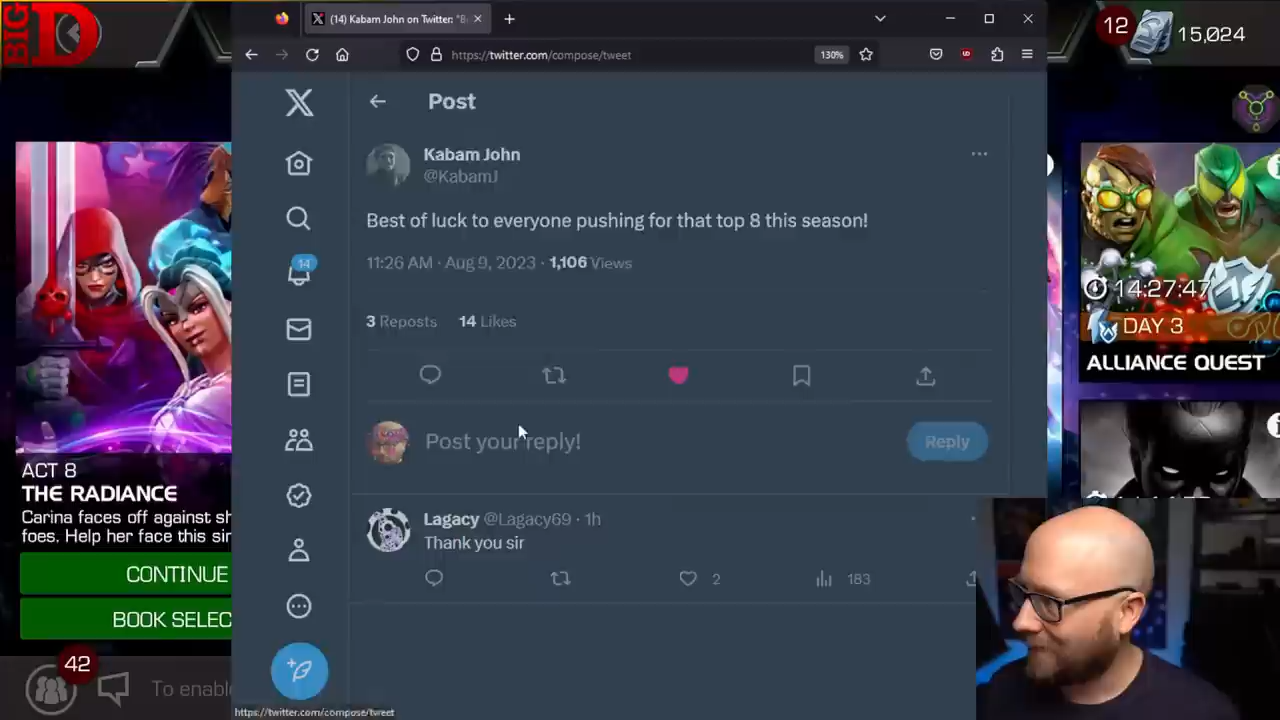 BIG
D
(14) Kabam John on Twitter: "B
https://twitter.com/compose/tweet
130%
12
15,024
Post
Kabam John
@KabamJ
Best of luck to everyone pushing for that top 8 this season!
11:26 AM · Aug 9, 2023 · 1,106 Views
3 Reposts 14 Likes
14
Post your reply!
Reply
Lagacy @Lagacy69 · 1h
Thank you sir
2
183
ACT 8
THE RADIANCE
Carina faces off against sh
foes. Help her face this sin
CONTINUE
BOOK SELEC
42
To enable
14:27:47
DAY 3
ALLIANCE QUEST
https://twitter.com/compose/tweet